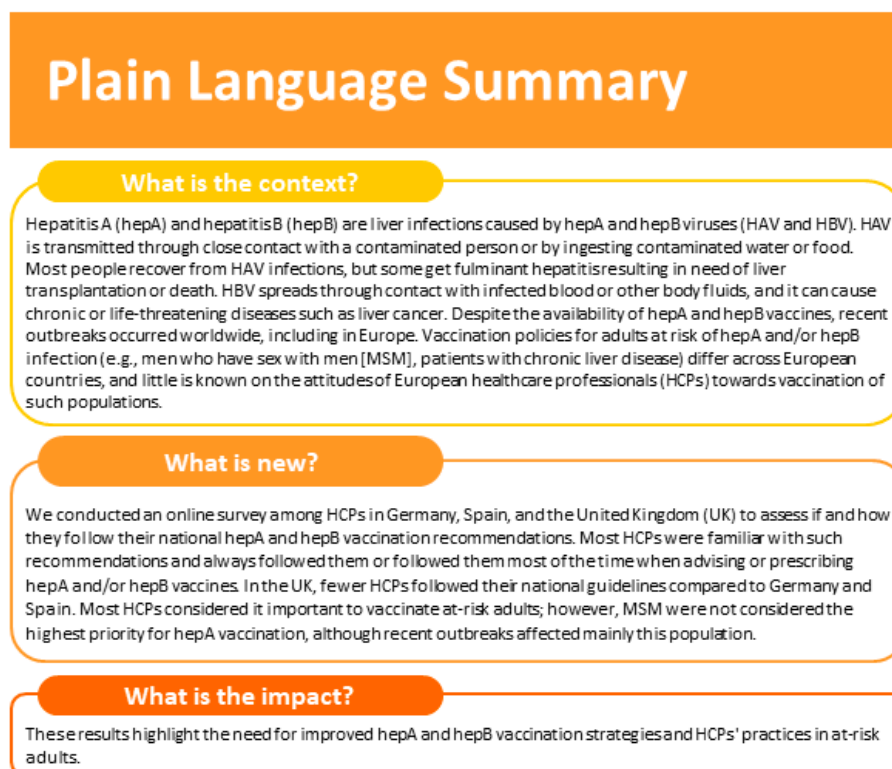 Plain Language Summary
What is the context?
Hepatitis A (hepA) and hepatitis B (hepB) are liver infections caused by hepA and hepB viruses (HAV and HBV). HAV
is transmitted through close contact with a contaminated person or by ingesting contaminated water or food.
Most people recover from HAV infections, but some get fulminant hepatitis resulting in need of liver
transplantation or death. HBV spreads through contact with infected blood or other body fluids, and it can cause
chronic or life-threatening diseases such as liver cancer. Despite the availability of hepA and hepB vaccines, recent
outbreaks occurred worldwide, including in Europe. Vaccination policies for adults at risk of hepA and/or hepB
infection (e.g., men who have sex with men [MSM], patients with chronic liver disease) differ across European
countries, and little is known on the attitudes of European healthcare professionals (HCPs) towards vaccination of
such populations.
What is new?
We conducted an online survey among HCPs in Germany, Spain, and the United Kingdom (UK) to assess if and how
they follow their national hepA and hepB vaccination recommendations. Most HCPs were familiar with such
recommendations and always followed them or followed them most of the time when advising or prescribing
hepA and/or hepB vaccines. In the UK, fewer HCPs followed their national guidelines compared to Germany and
Spain. Most HCPs considered it important to vaccinate at-risk adults; however, MSM were not considered the
highest priority for hepA vaccination, although recent outbreaks affected mainly this population.
What is the impact?
These results highlight the need for improved hepA and hepB vaccination strategies and HCPs' practices in at-risk
adults.